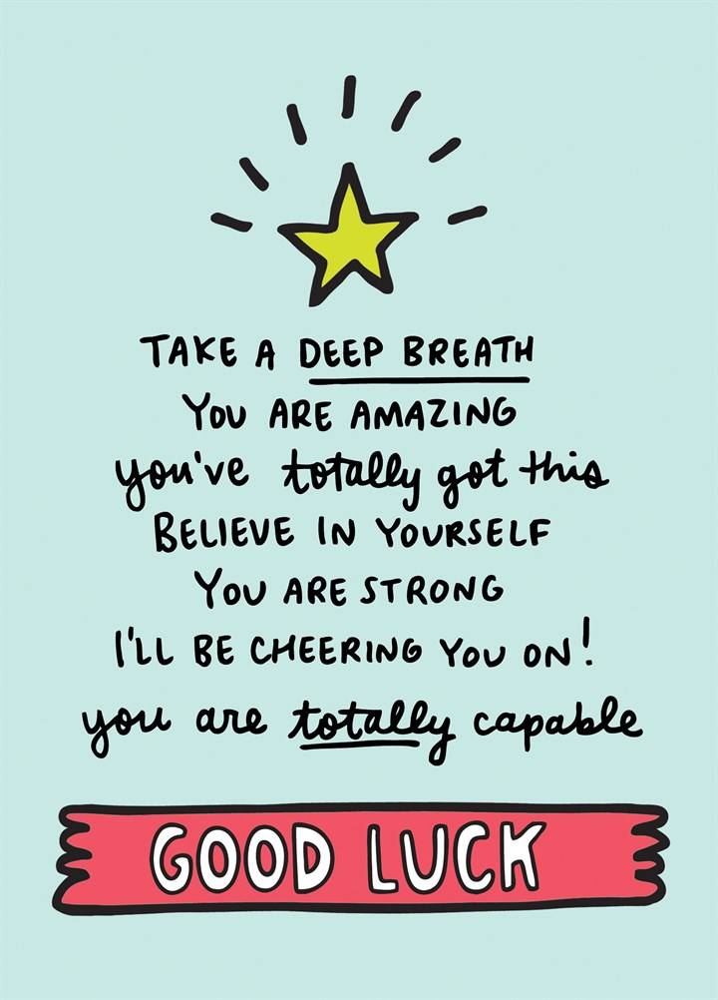 TAKE A DEEP BREATH
YOU ARE AMAZING
you've totally got this
BELIEVE IN YOURSELF
YOU ARE STRONG
I'LL BE CHEERING YOU ON!
you are totally capable
GOOD LUCK